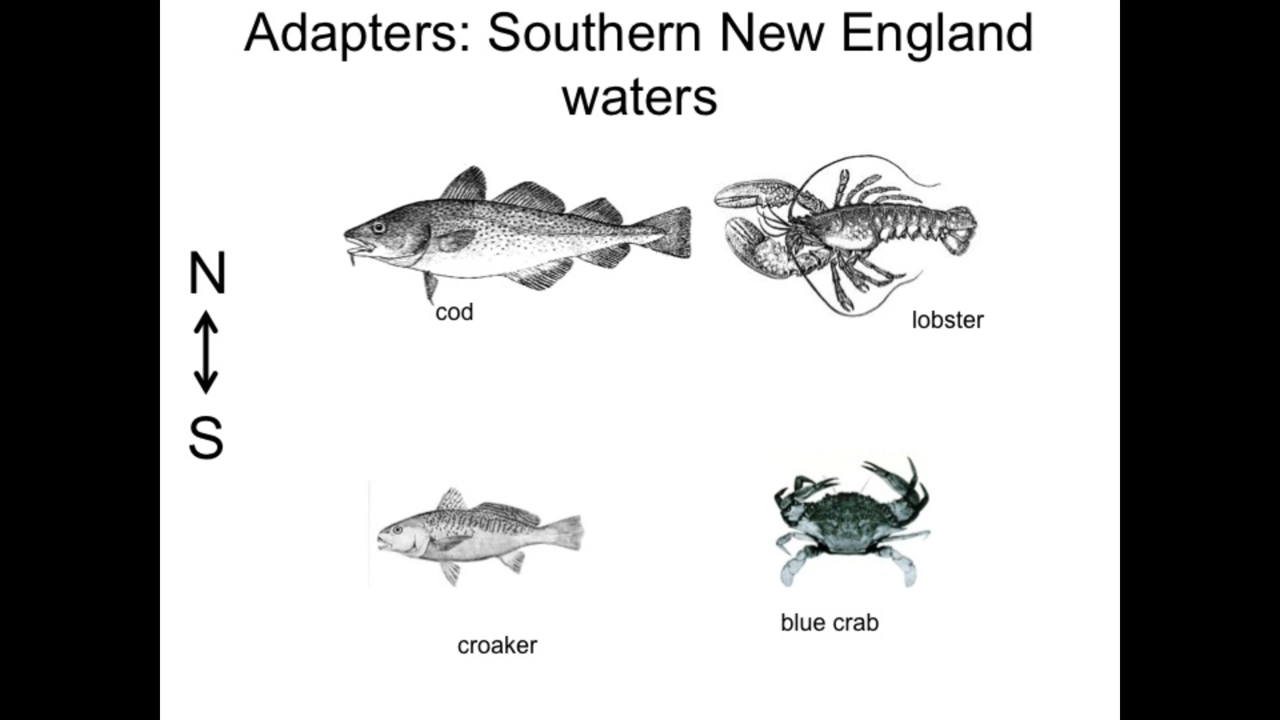 Adapters: Southern New England
waters
N
cod
lobster
S
croaker
blue crab